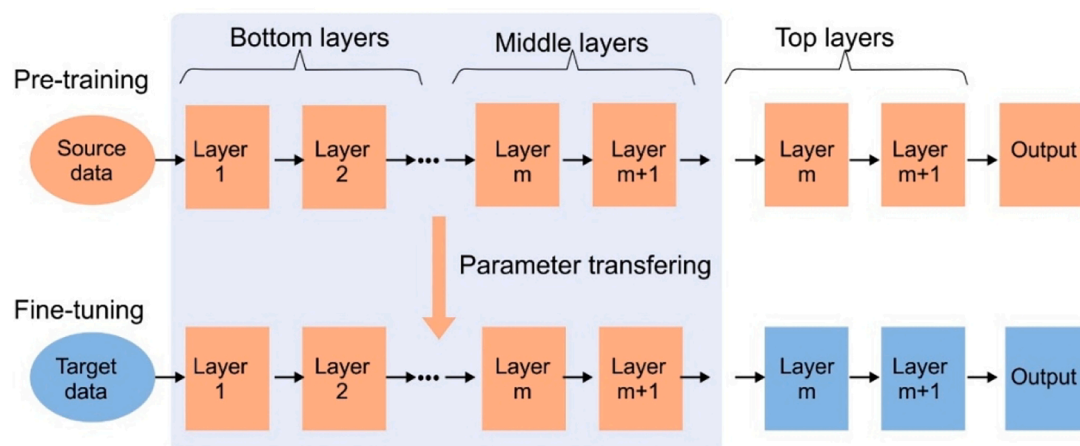 Bottom layers
Middle layers
Top layers
Pre-training
Source
data
Layer
1
Layer
2
Layer
m
Layer
m+1
Layer
m
Layer
m+1
Output
Parameter transfering
Fine-tuning
Target
data
Layer
1
Layer
2
Layer
m
Layer
m+1
Layer
m
Layer
m+1
Output